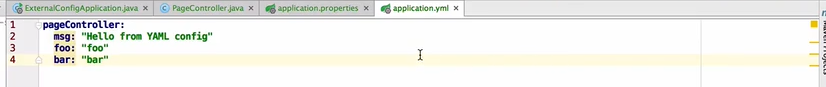 ExternalConfigApplication.java × PageController.java × application.properties × application.yml ×
1 pageController:
2 msg: "Hello from YAML config"
3 foo: "foo"
4 bar: "bar"